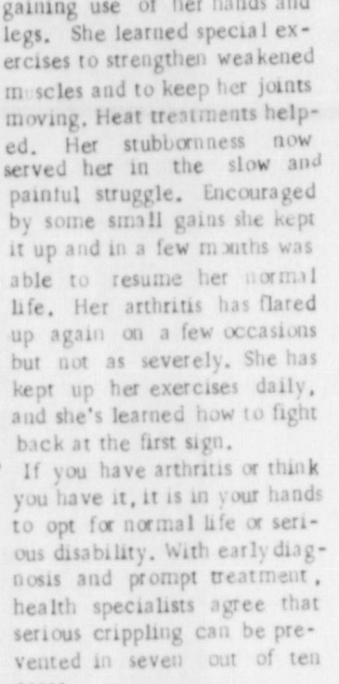 gaining use of her hands and
legs. She learned special ex-
ercises to strengthen weakened
muscles and to keep her joints
moving. Heat treatments help-
ed. Her stubbornness now
served her in the slow and
painful struggle. Encouraged
by some small gains she kept
it up and in a few months was
able to resume her normal
life. Her arthritis has flared
up again on a few occasions
but not as severely. She has
kept up her exercises daily,
and she's learned how to fight
back at the first sign.
If you have arthritis or think
you have it, it is in your hands
to opt for normal life or seri-
ous disability. With early diag-
nosis and prompt treatment,
health specialists agree that
serious crippling can be pre-
vented in seven out of ten